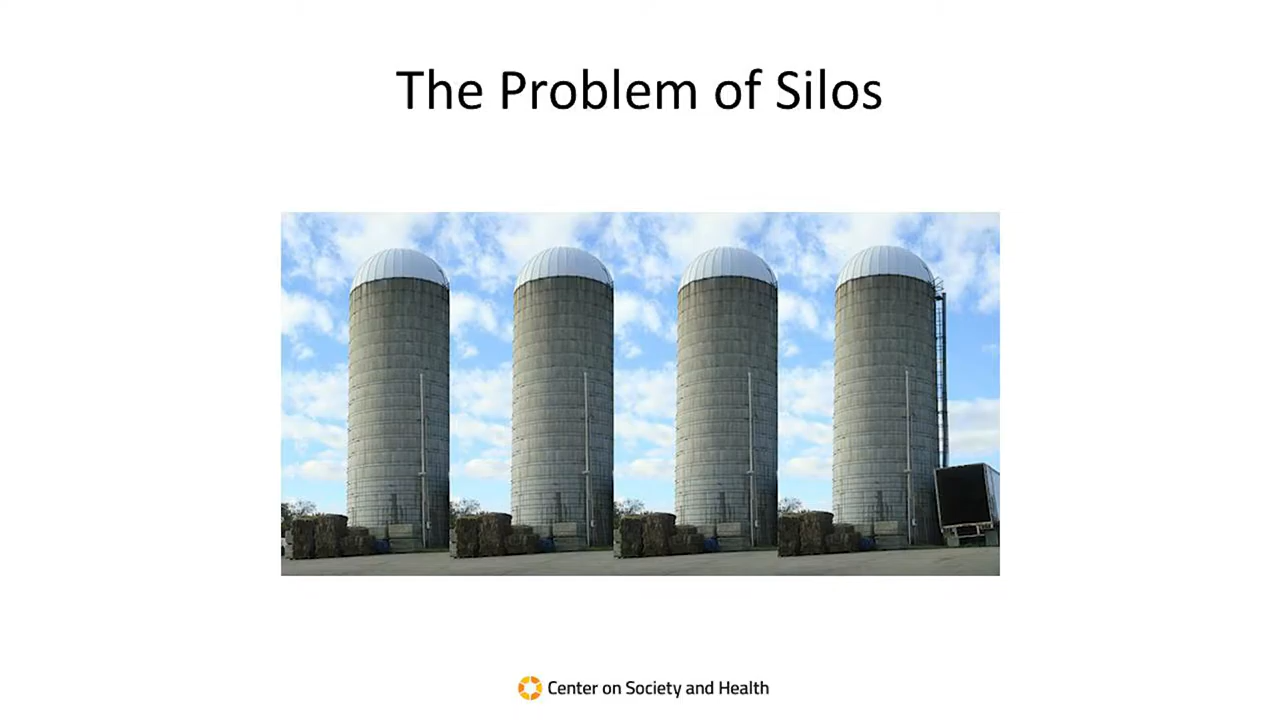 The Problem of Silos
Center on Society and Health